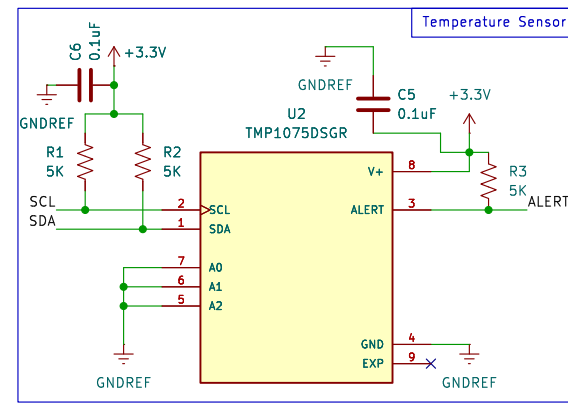 Temperature Sensor
C6
0.1uF
+3.3V
GNDREF
GNDREF
C5
0.1uF
+3.3V
U2
TMP1075DSGR
R1
5K
R2
5K
R3
5K
V+
8
SCL
2
SCL
ALERT
3
ALERT
SDA
1
SDA
7
A0
6
A1
5
A2
GND
4
EXP
9
GNDREF
GNDREF